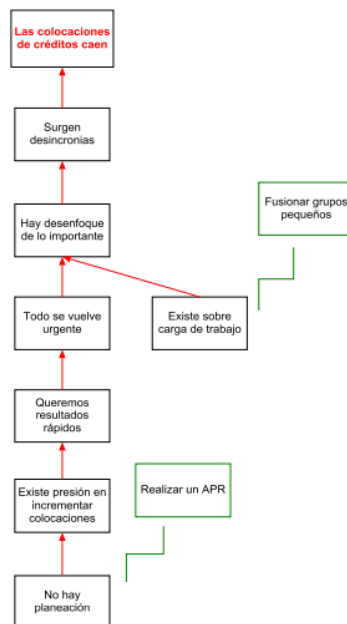 Las colocaciones
de créditos caen
Surgen
desincronias
Fusionar grupos
pequeños
Hay desenfoque
de lo importante
Todo se vuelve
urgente
Existe sobre
carga de trabajo
Queremos
resultados
rápidos
Realizar un APR
Existe presión en
incrementar
colocaciones
No hay
planeación